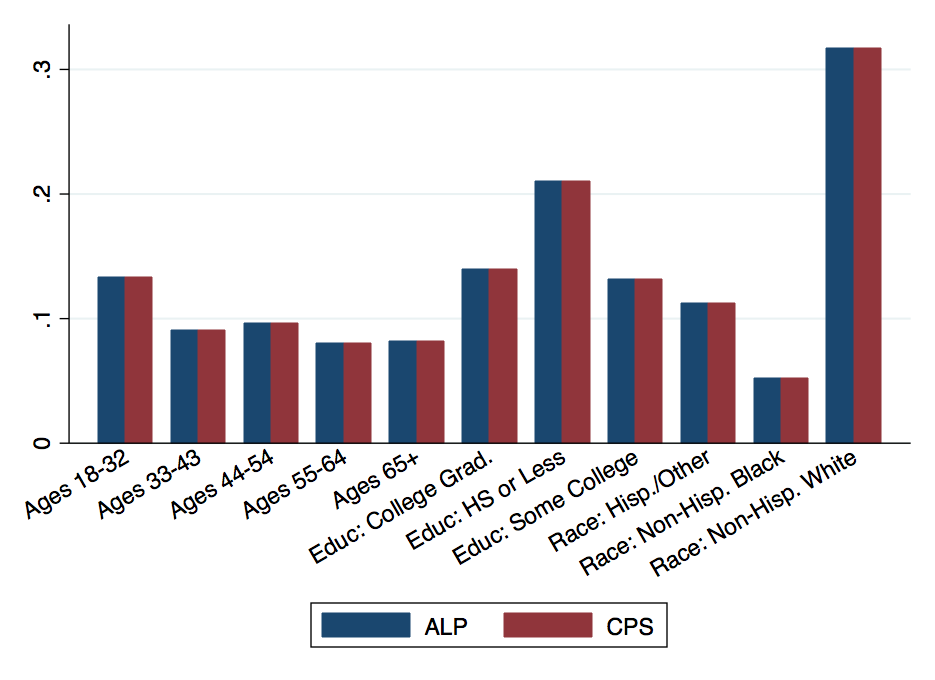 .3
.2
.1
0
Ages 18-32
Ages 33-43
Ages 44-54
Ages 55-64
Ages 65+
Educ: College Grad.
Educ: HS or Less
Educ: Some College
Race: Hisp./Other
Race: Non-Hisp. Black
Race: Non-Hisp. White
ALP CPS